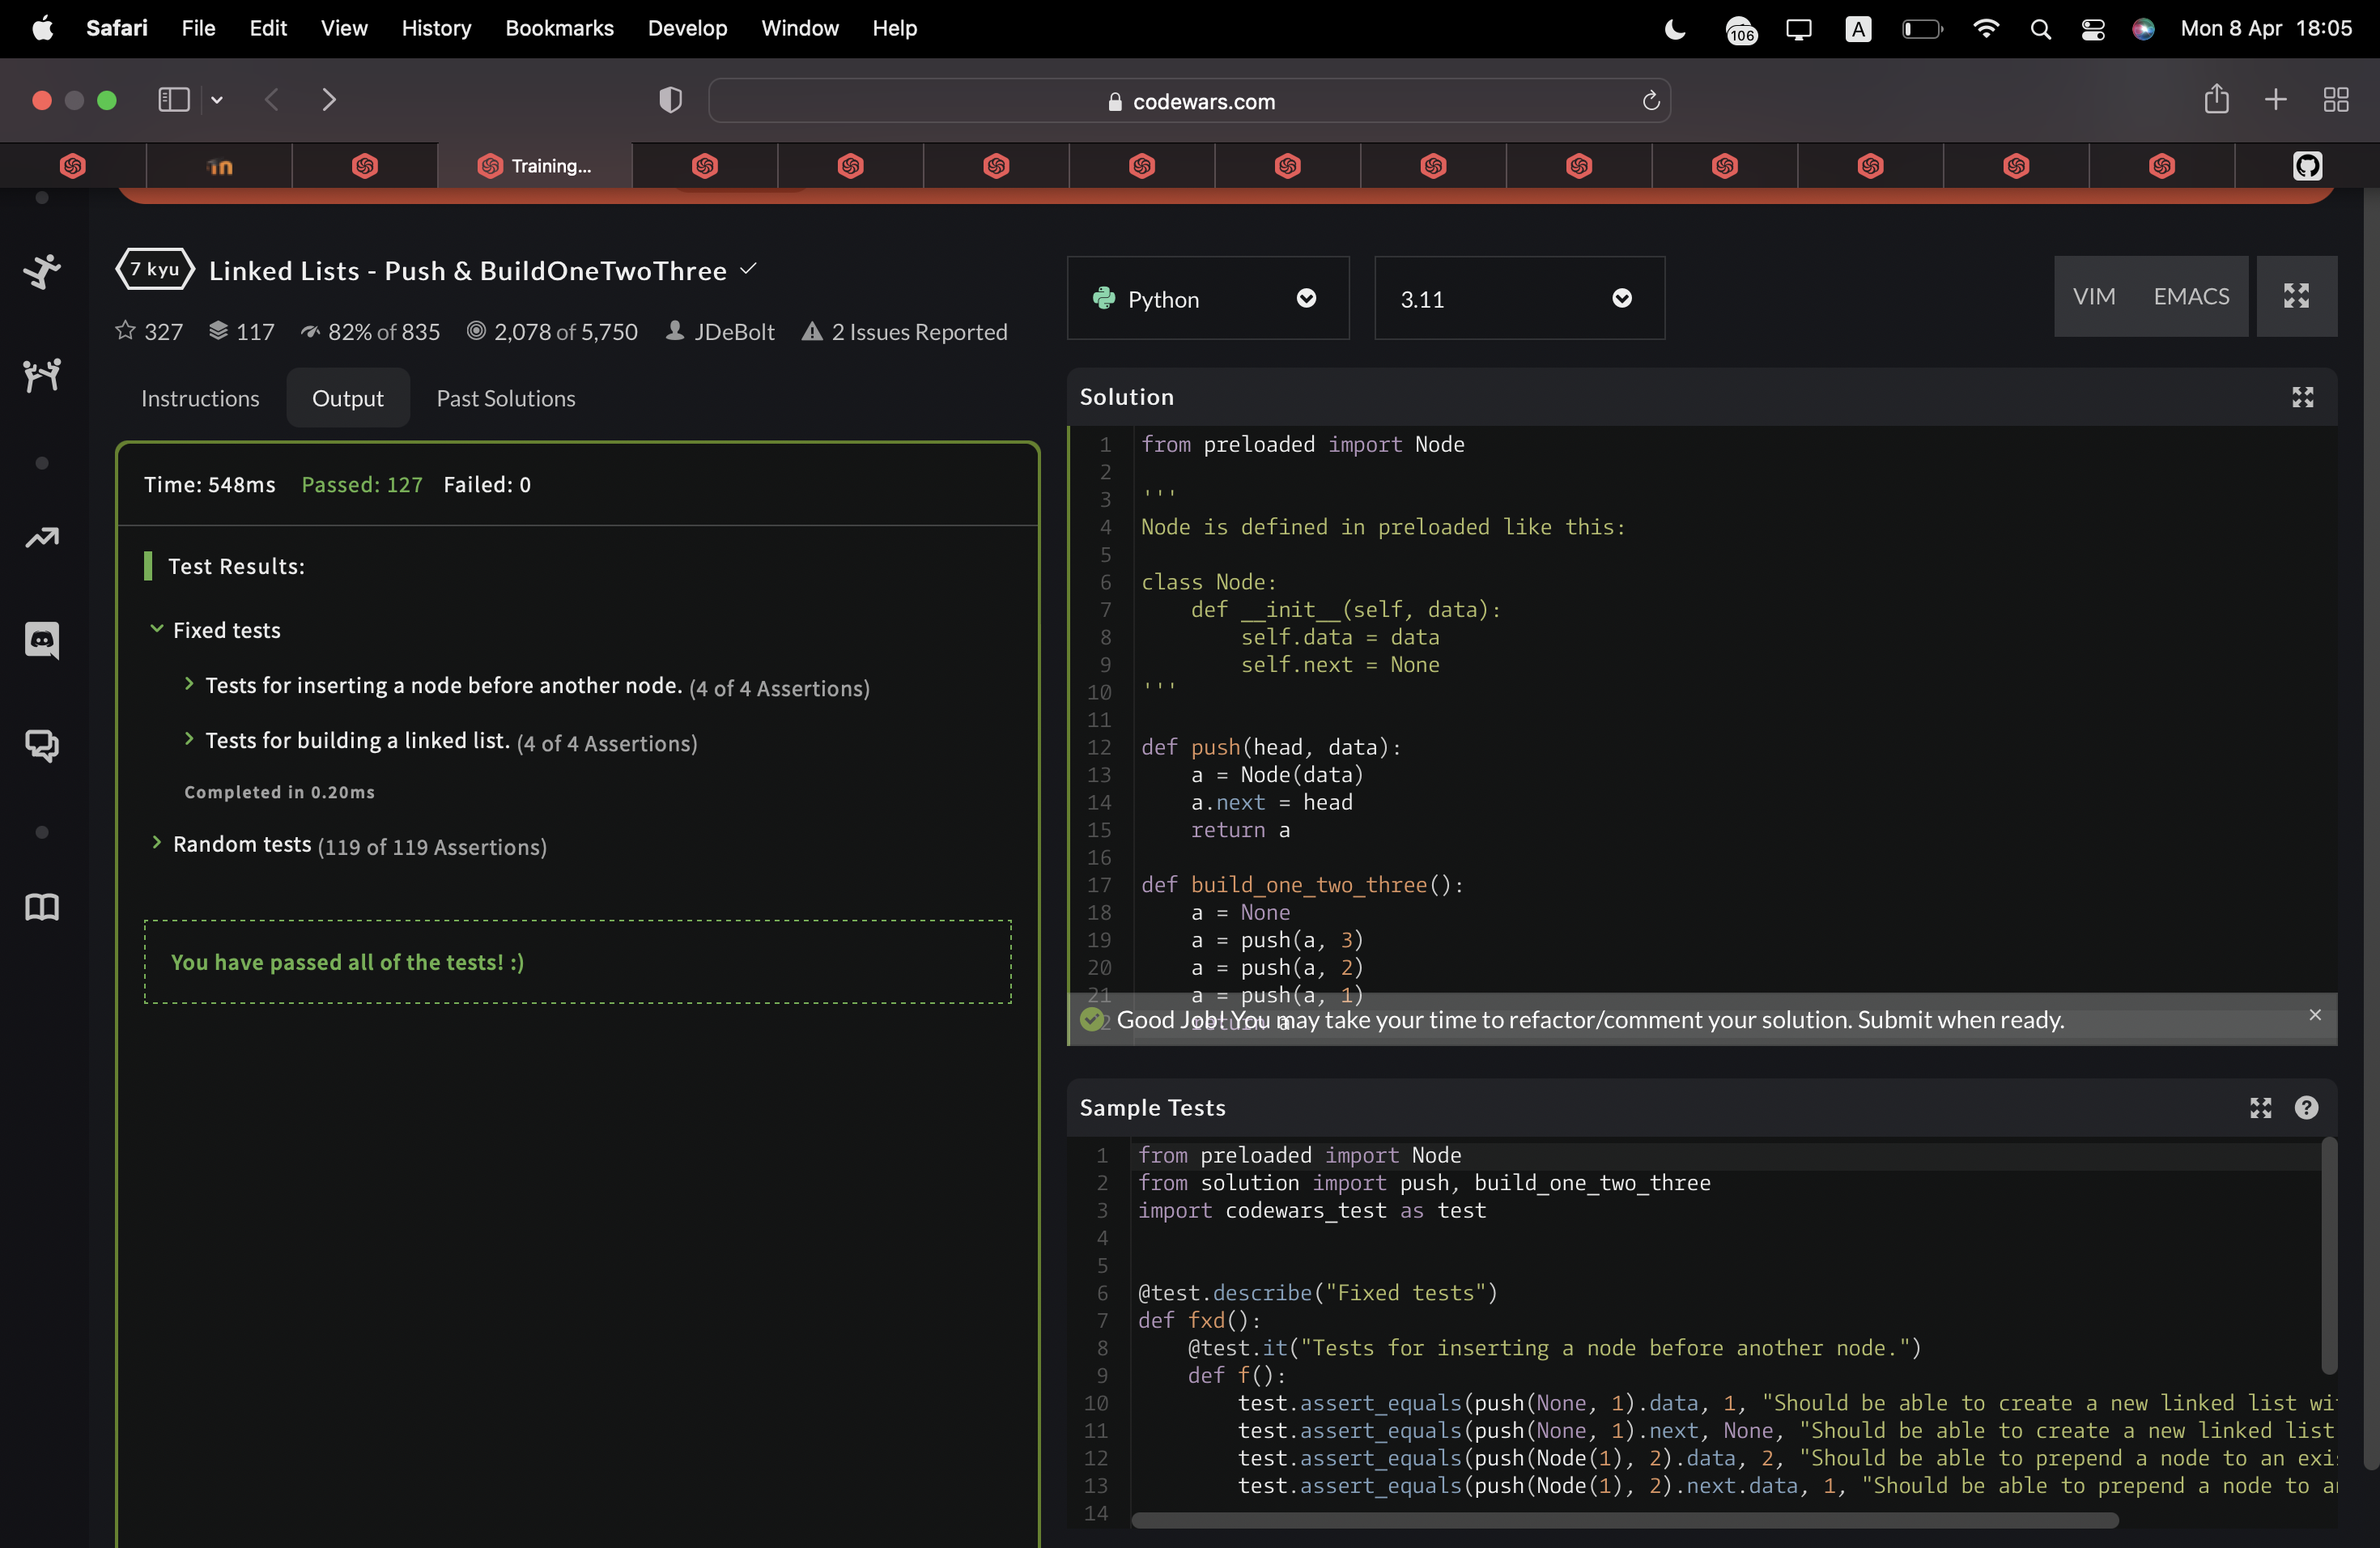 Safari File Edit View History Bookmarks Develop Window Help 106 A Mon 8 Apr 18:05
codewars.com
Training...
7 kyu Linked Lists - Push & BuildOneTwoThree
327 117 82% of 835 2,078 of 5,750 JDeBolt 2 Issues Reported
Python 3.11 VIM EMACS
Instructions Output Past Solutions
Time: 548ms Passed: 127 Failed: 0
Test Results:
Fixed tests
Tests for inserting a node before another node. (4 of 4 Assertions)
Tests for building a linked list. (4 of 4 Assertions)
Completed in 0.20ms
Random tests (119 of 119 Assertions)
You have passed all of the tests! :)
Solution
1 from preloaded import Node
2
3 '''
4 Node is defined in preloaded like this:
5
6 class Node:
7     def __init__(self, data):
8         self.data = data
9         self.next = None
10 '''
11
12 def push(head, data):
13     a = Node(data)
14     a.next = head
15     return a
16
17 def build_one_two_three():
18     a = None
19     a = push(a, 3)
20     a = push(a, 2)
21     a = push(a, 1)
return a
Good Job! You may take your time to refactor/comment your solution. Submit when ready.
Sample Tests
1 from preloaded import Node
2 from solution import push, build_one_two_three
3 import codewars_test as test
4
5
6 @test.describe("Fixed tests")
7 def fxd():
8     @test.it("Tests for inserting a node before another node.")
9     def f():
10         test.assert_equals(push(None, 1).data, 1, "Should be able to create a new linked list wi
11         test.assert_equals(push(None, 1).next, None, "Should be able to create a new linked list
12         test.assert_equals(push(Node(1), 2).data, 2, "Should be able to prepend a node to an exi
13         test.assert_equals(push(Node(1), 2).next.data, 1, "Should be able to prepend a node to a
14